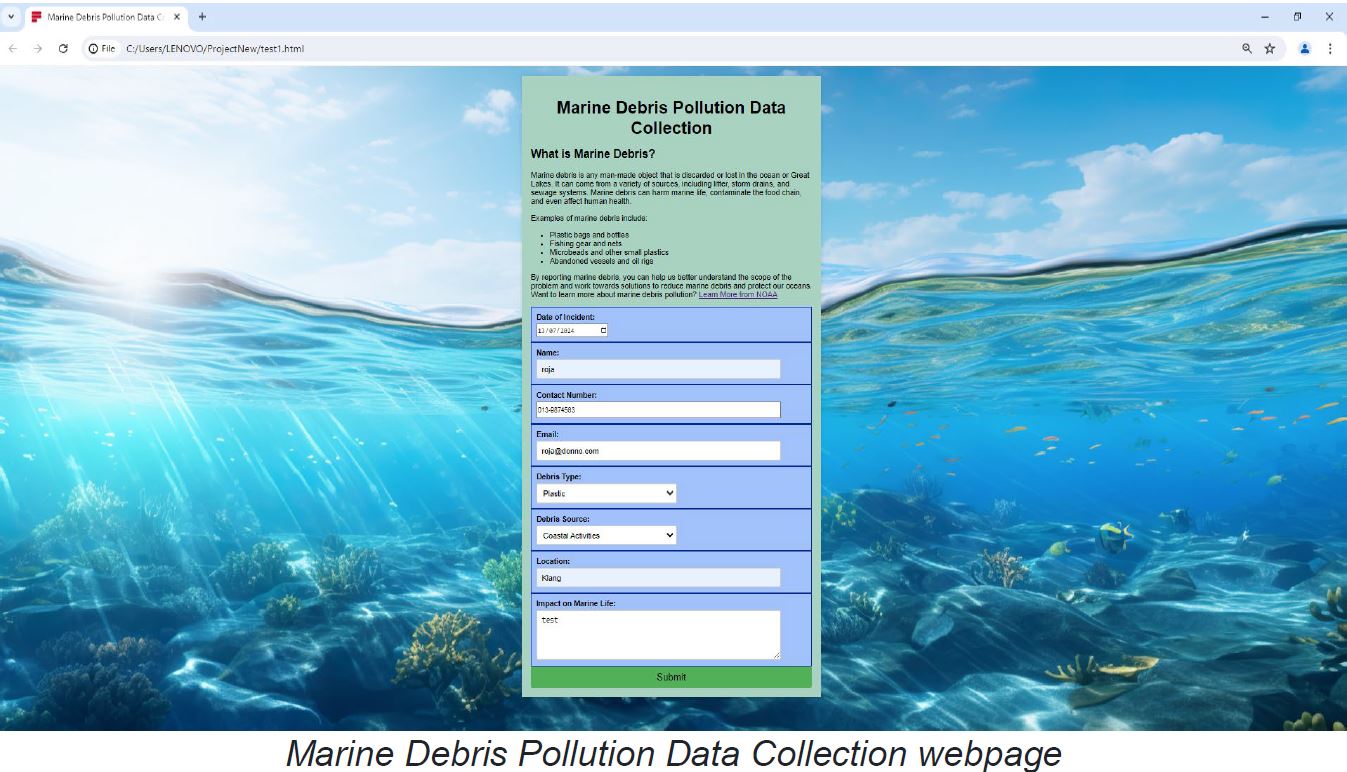 Marine Debris Pollution Data C
File C:/Users/LENOVO/ProjectNew/test1.html
Marine Debris Pollution Data
Collection
What is Marine Debris?
Marine debris is any man-made object that is discarded or lost in the ocean or Great
Lakes. It can come from a variety of sources, including litter, storm drains, and
sewage systems. Marine debris can harm marine life, contaminate the food chain,
and even affect human health.
Examples of marine debris include:
• Plastic bags and bottles
• Fishing gear and nets
• Microbeads and other small plastics
• Abandoned vessels and oil rigs
By reporting marine debris, you can help us better understand the scope of the
problem and work towards solutions to reduce marine debris and protect our oceans.
Want to learn more about marine debris pollution? Learn More from NOAA
Date of Incident:
13/07/2024
Name:
roja
Contact Number:
013-9874563
Email:
roja@donno.com
Debris Type:
Plastic
Debris Source:
Coastal Activities
Location:
Klang
Impact on Marine Life:
test
Submit
Marine Debris Pollution Data Collection webpage